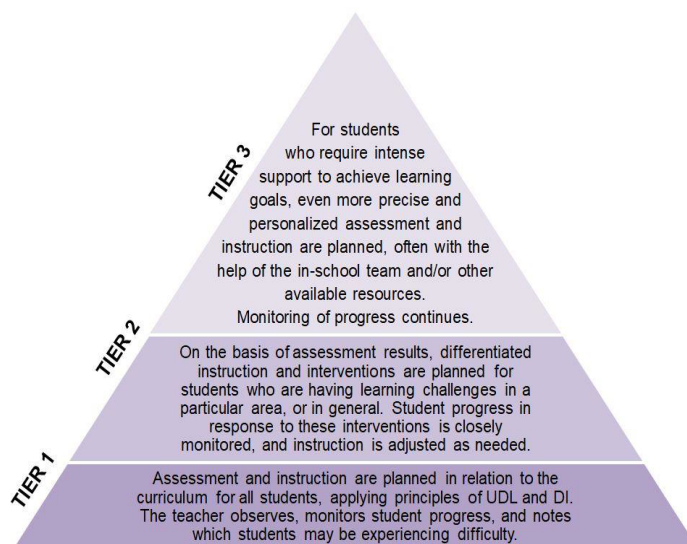 TIER 3
For students
who require intense
support to achieve learning
goals, even more precise and
personalized assessment and
instruction are planned, often with the
help of the in-school team and/or other
available resources.
Monitoring of progress continues.
TIER 2
On the basis of assessment results, differentiated
instruction and interventions are planned for
students who are having learning challenges in a
particular area, or in general. Student progress in
response to these interventions is closely
monitored, and instruction is adjusted as needed.
TIER 1
Assessment and instruction are planned in relation to the
curriculum for all students, applying principles of UDL and DI.
The teacher observes, monitors student progress, and notes
which students may be experiencing difficulty.